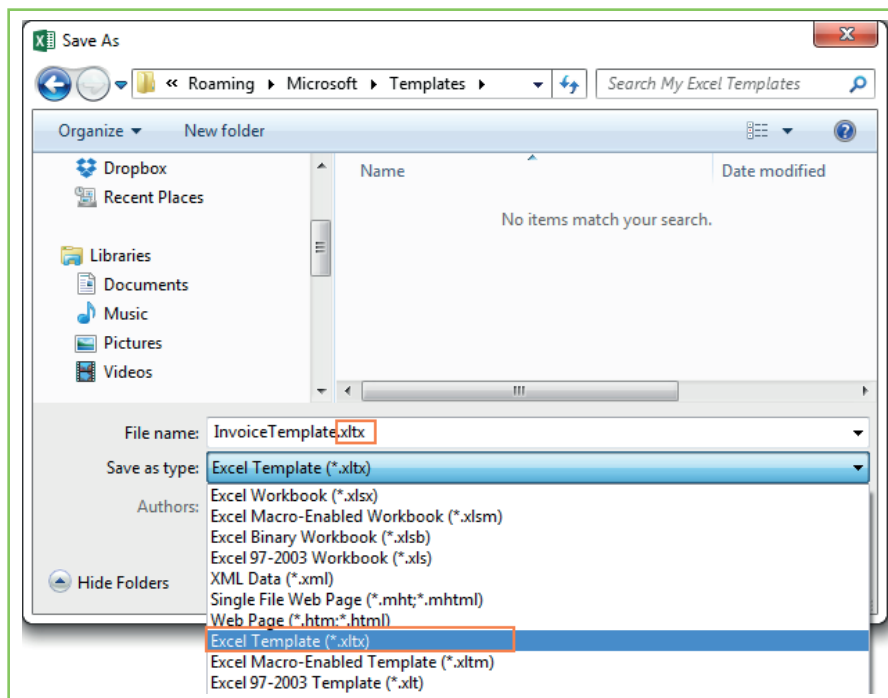 Save As
« Roaming Microsoft Templates Search My Excel Templates
Organize New folder
Dropbox
Recent Places
Libraries
Documents
Music
Pictures
Videos
Name Date modified
No items match your search.
File name: InvoiceTemplate.xltx
Save as type: Excel Template (*.xltx)
Authors:
Excel Workbook (*.xlsx)
Excel Macro-Enabled Workbook (*.xlsm)
Excel Binary Workbook (*.xlsb)
Excel 97-2003 Workbook (*.xls)
XML Data (*.xml)
Single File Web Page (*.mht;*.mhtml)
Web Page (*.htm;*.html)
Excel Template (*.xltx)
Excel Macro-Enabled Template (*.xltm)
Excel 97-2003 Template (*.xlt)
Hide Folders